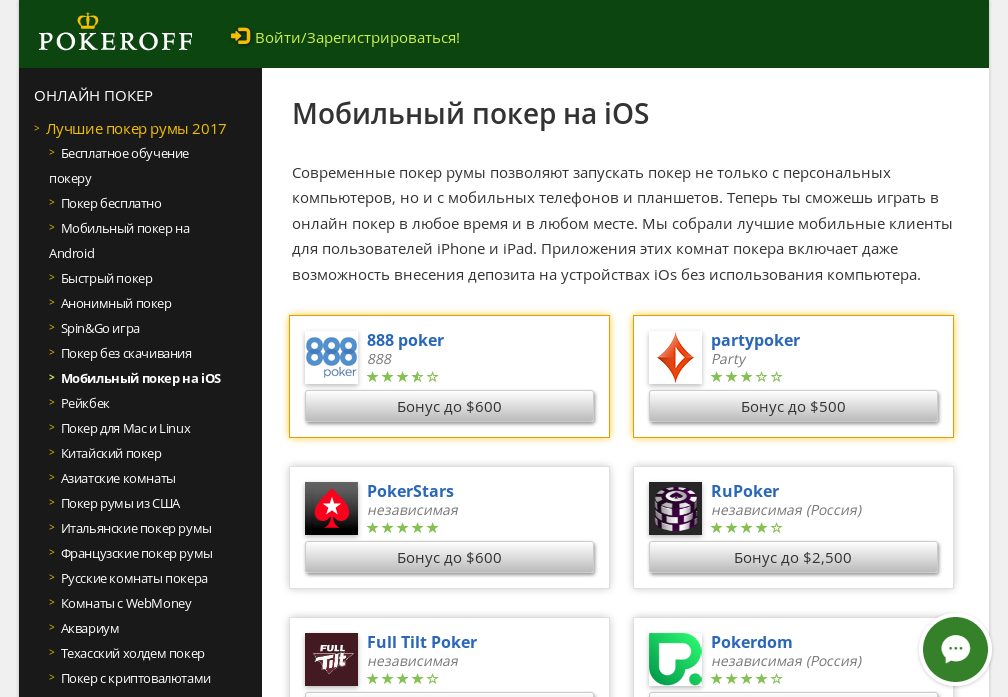 POKEROFF
Войти/Зарегистрироваться!
ОНЛАЙН ПОКЕР
> Лучшие покер румы 2017
> Бесплатное обучение
покеру
> Покер бесплатно
> Мобильный покер на
Android
> Быстрый покер
> Анонимный покер
> Spin&Go игра
> Покер без скачивания
> Мобильный покер на iOS
> Рейкбек
> Покер для Mac и Linux
> Китайский покер
> Азиатские комнаты
> Покер румы из США
> Итальянские покер румы
> Французские покер румы
> Русские комнаты покера
> Комнаты с WebMoney
> Аквариум
> Техасский холдем покер
> Покер с криптовалютами
Мобильный покер на iOS
Современные покер румы позволяют запускать покер не только с персональных
компьютеров, но и с мобильных телефонов и планшетов. Теперь ты сможешь играть в
онлайн покер в любое время и в любом месте. Мы собрали лучшие мобильные клиенты
для пользователей iPhone и iPad. Приложения этих комнат покера включает даже
возможность внесения депозита на устройствах iOs без использования компьютера.
888
poker
888 poker
888
Бонус до $600
partypoker
Party
Бонус до $500
PokerStars
независимая
Бонус до $600
RuPoker
независимая (Россия)
Бонус до $2,500
FULL
TilT
Full Tilt Poker
независимая
Pokerdom
независимая (Россия)